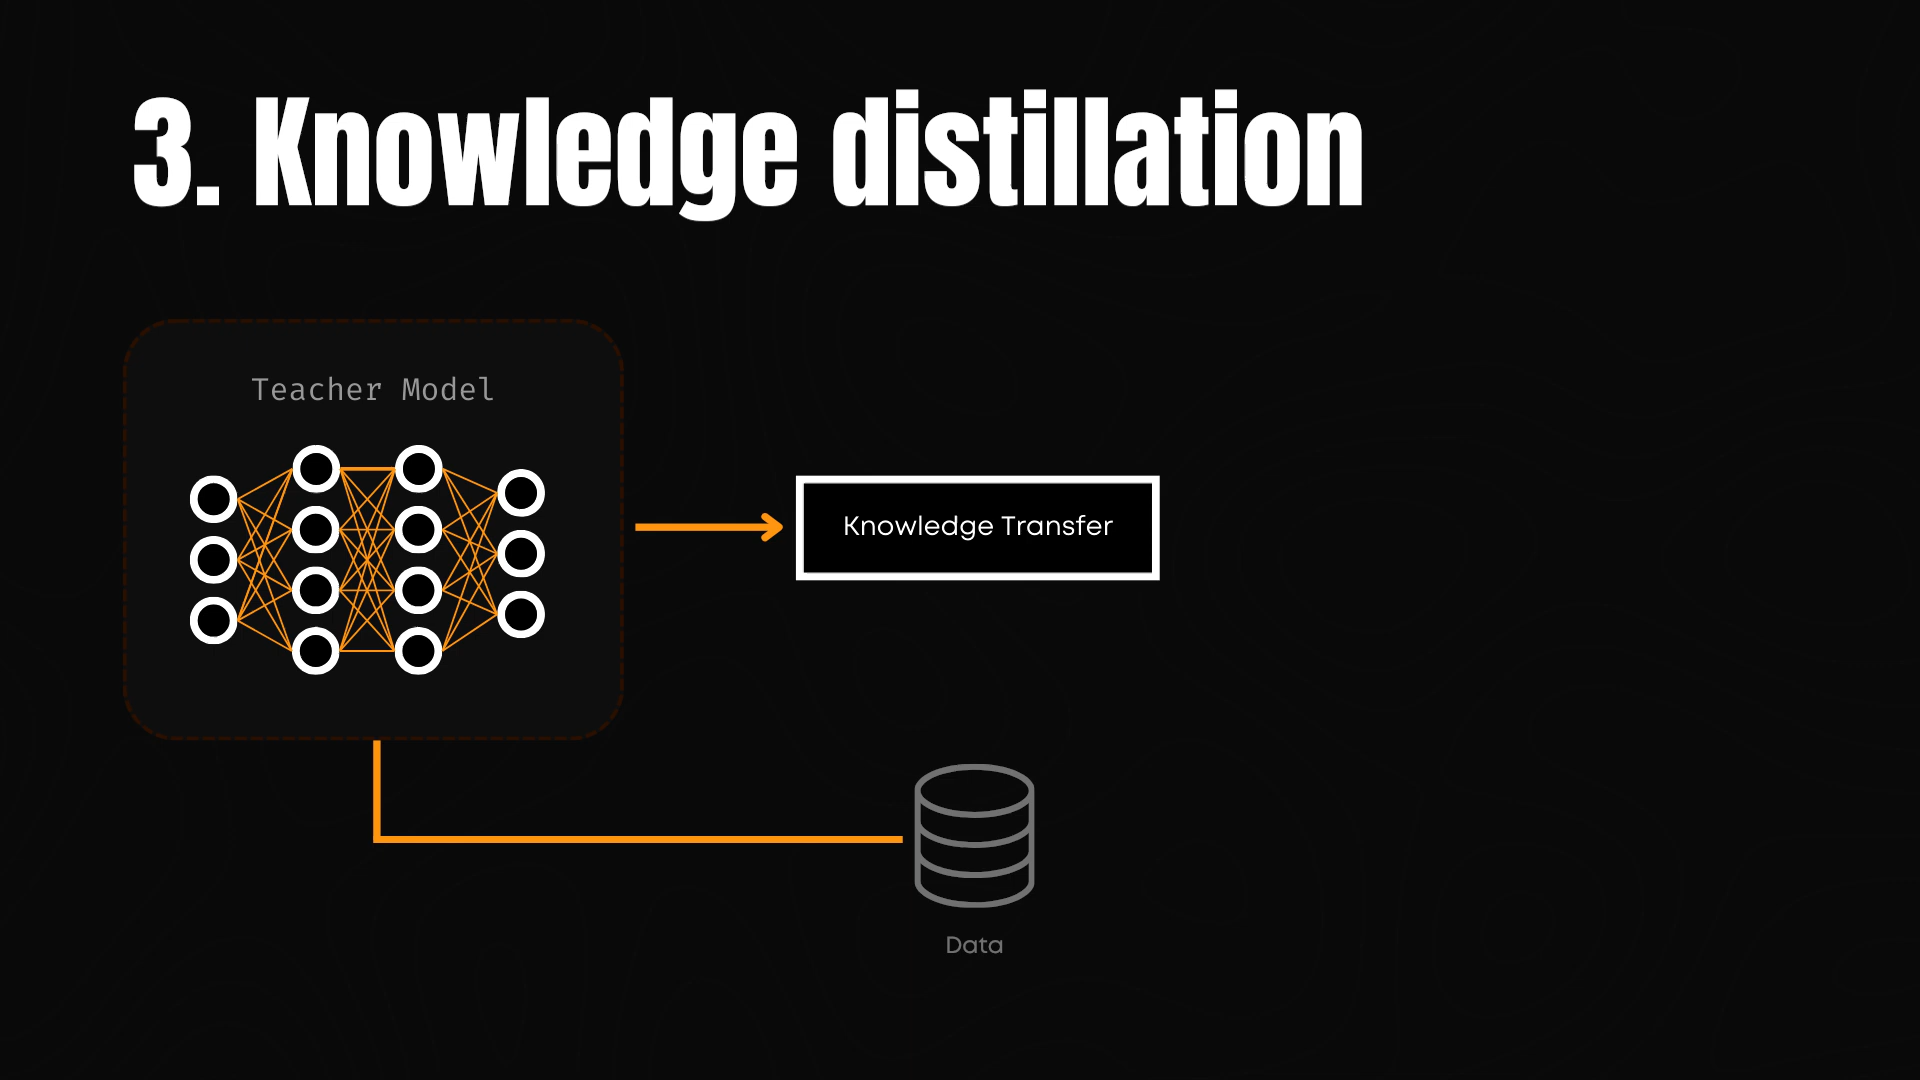 3. Knowledge distillation
Teacher Model
Knowledge Transfer
Data